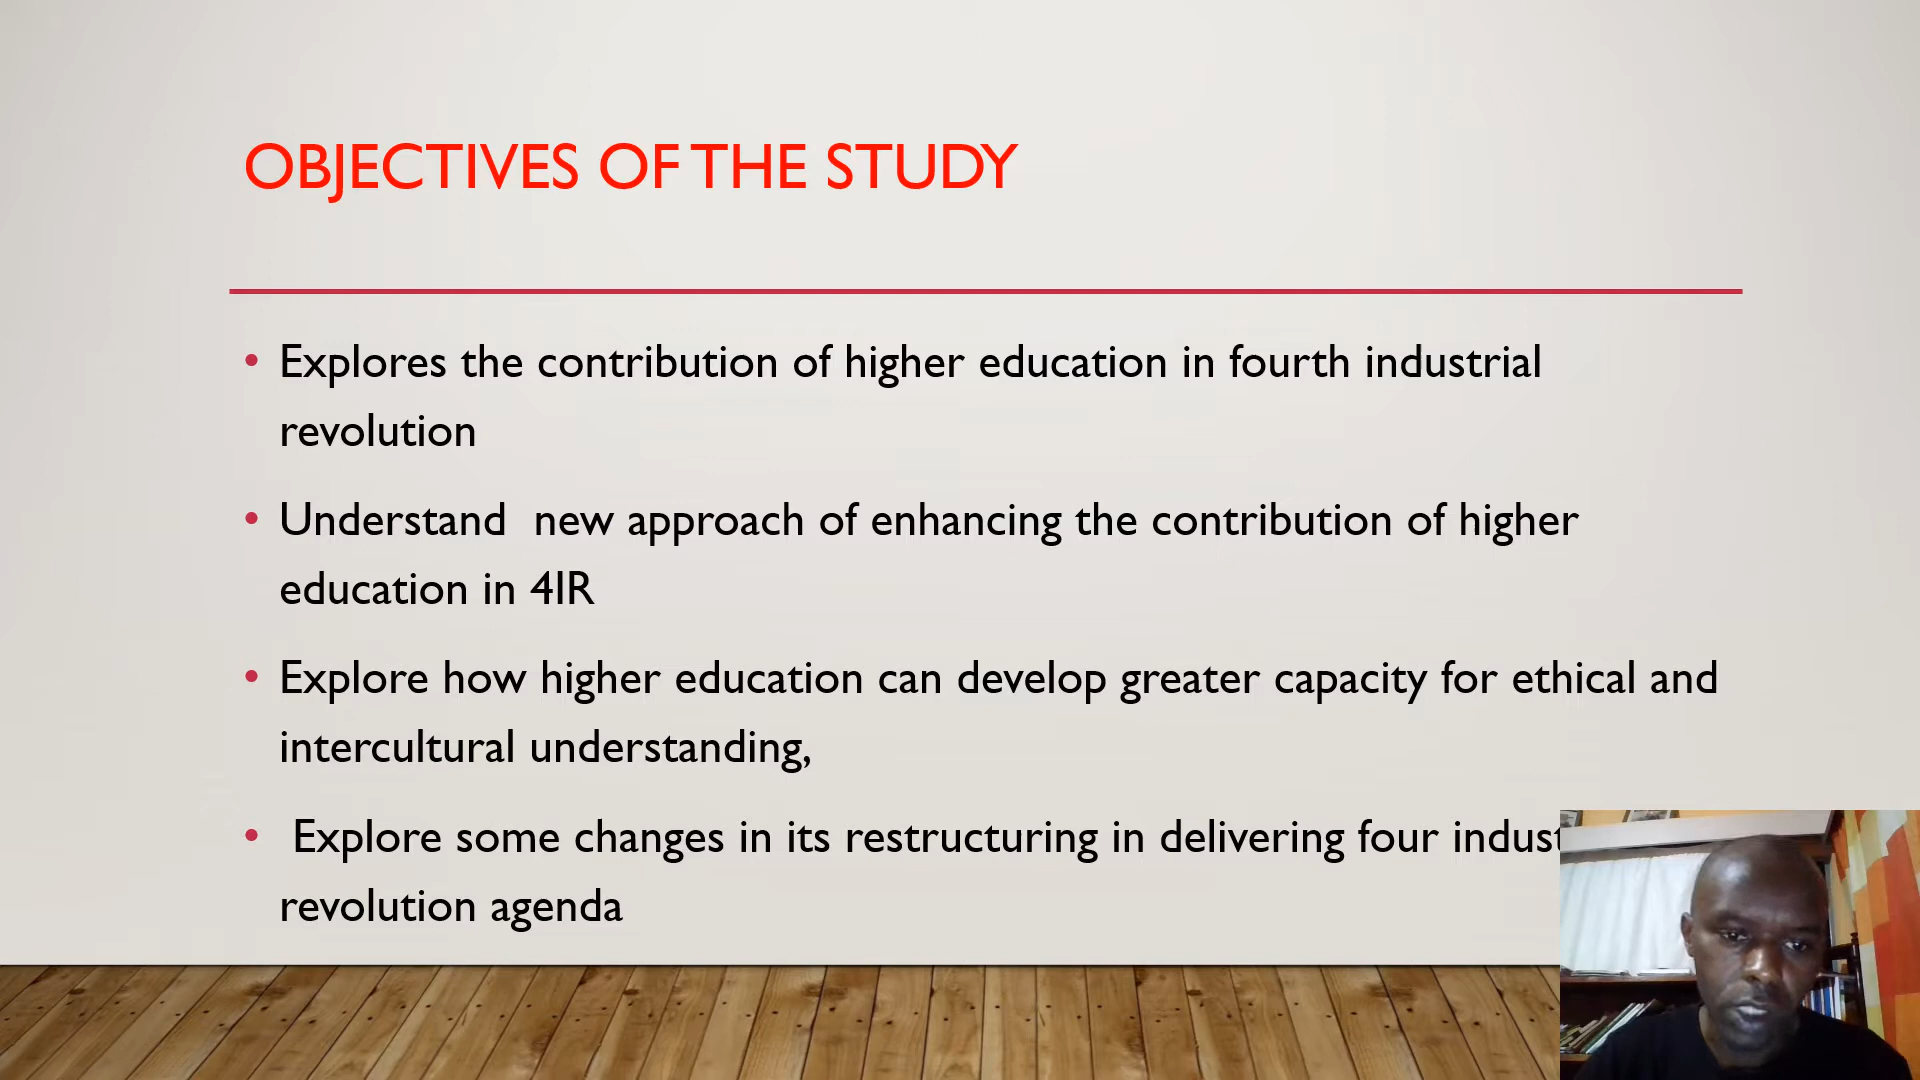 OBJECTIVES OF THE STUDY
• Explores the contribution of higher education in fourth industrial
revolution
• Understand  new approach of enhancing the contribution of higher
education in 4IR
• Explore how higher education can develop greater capacity for ethical and
intercultural understanding,
• Explore some changes in its restructuring in delivering four
revolution agenda